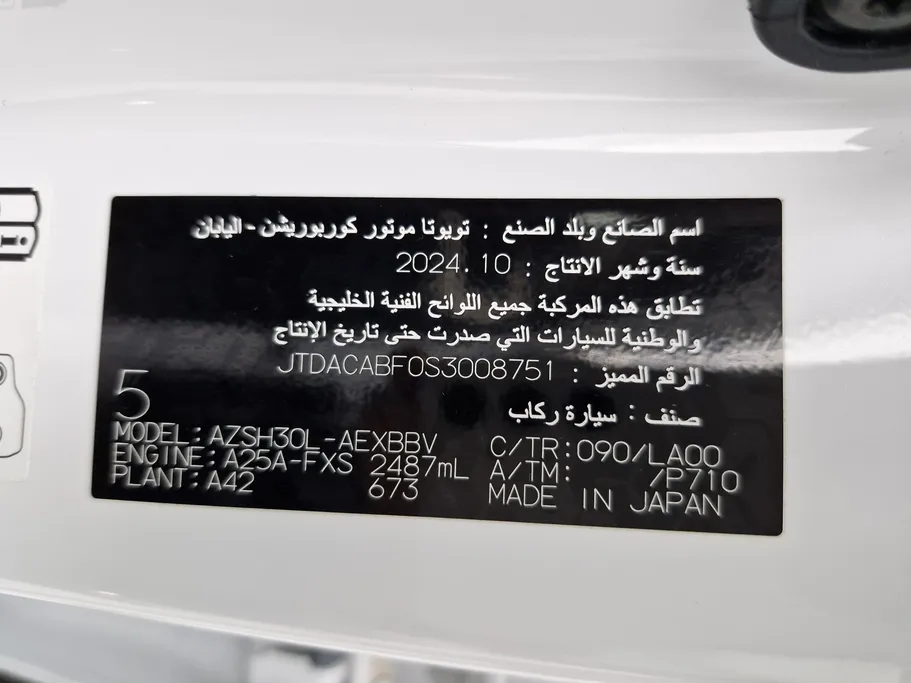 اسم الصانع وبلد الصنع : تويوتا موتور كوربوريشن - اليابان
سنة وشهر الانتاج : 2024.10
تطابق هذه المركبة جميع اللوائح الفنية الخليجية
والوطنية للسيارات التي صدرت حتى تاريخ الإنتاج
الرقم المميز : JTDACABF0S3008751
صنف : سيارة ركاب
5
MODEL:AZSH30L-AEXBBV C/TR:090/LA00
ENGINE:A25A-FXS 2487mL A/TM: /P710
PLANT:A42 673 MADE IN JAPAN